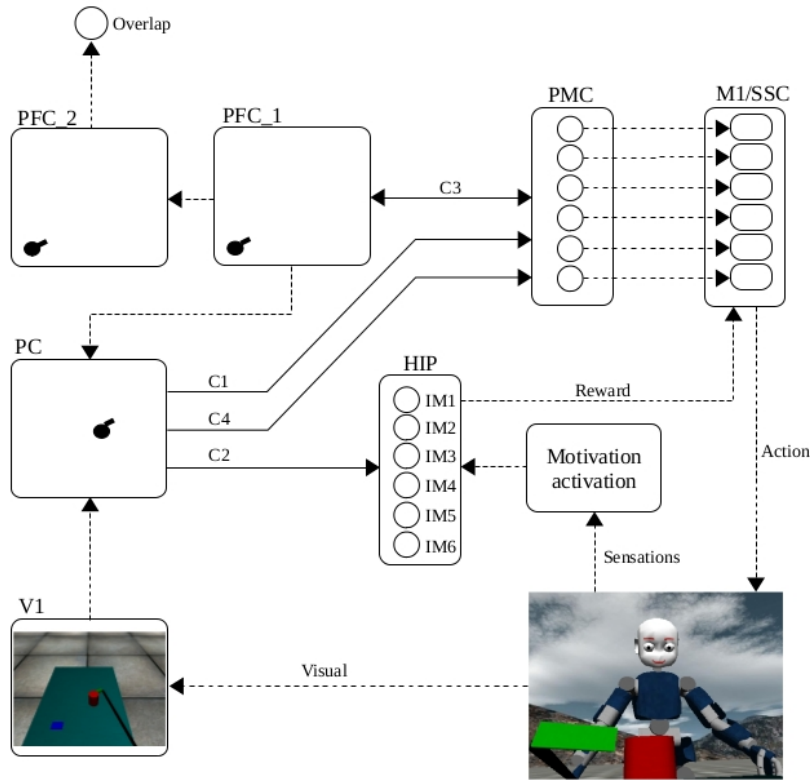 Overlap
PFC_2
PFC_1
PMC
M1/SSC
C3
PC
C1
C4
C2
HIP
IM1
IM2
IM3
IM4
IM5
IM6
Reward
Motivation
activation
Action
Sensations
V1
Visual